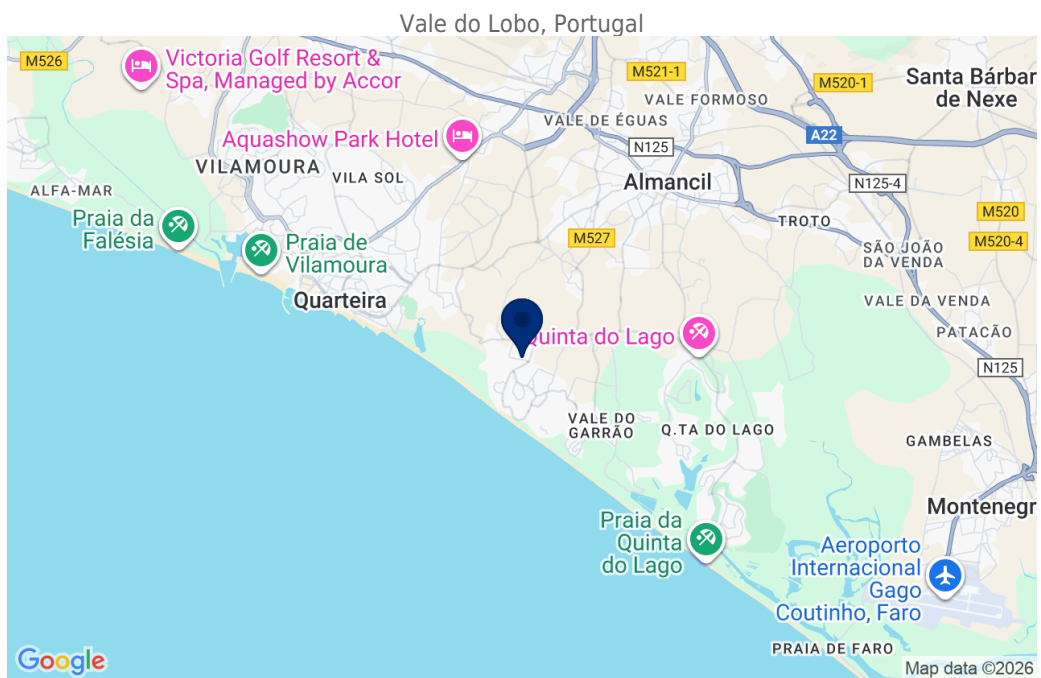 Vale do Lobo, Portugal
M526
Victoria Golf Resort &
Spa, Managed by Accor
M521-1
M520-1
Santa Bárbar
de Nexe
VALE FORMOSO
VALE DE ÉGUAS
A22
Aquashow Park Hotel
N125
VILAMOURA
VILA SOL
Almancil
N125-4
ALFA-MAR
Praia da
Falésia
TROTO
M520
M527
M520-4
Praia de
Vilamoura
SÃO JOÃO
DA VENDA
Quarteira
VALE DA VENDA
Quinta do Lago
PATACÃO
N125
VALE DO
GARRÃO
Q.TA DO LAGO
GAMBELAS
Montenegr
Praia da
Quinta
do Lago
Aeroporto
Internacional
Gago
Coutinho, Faro
PRAIA DE FARO
Google
Map data ©2026